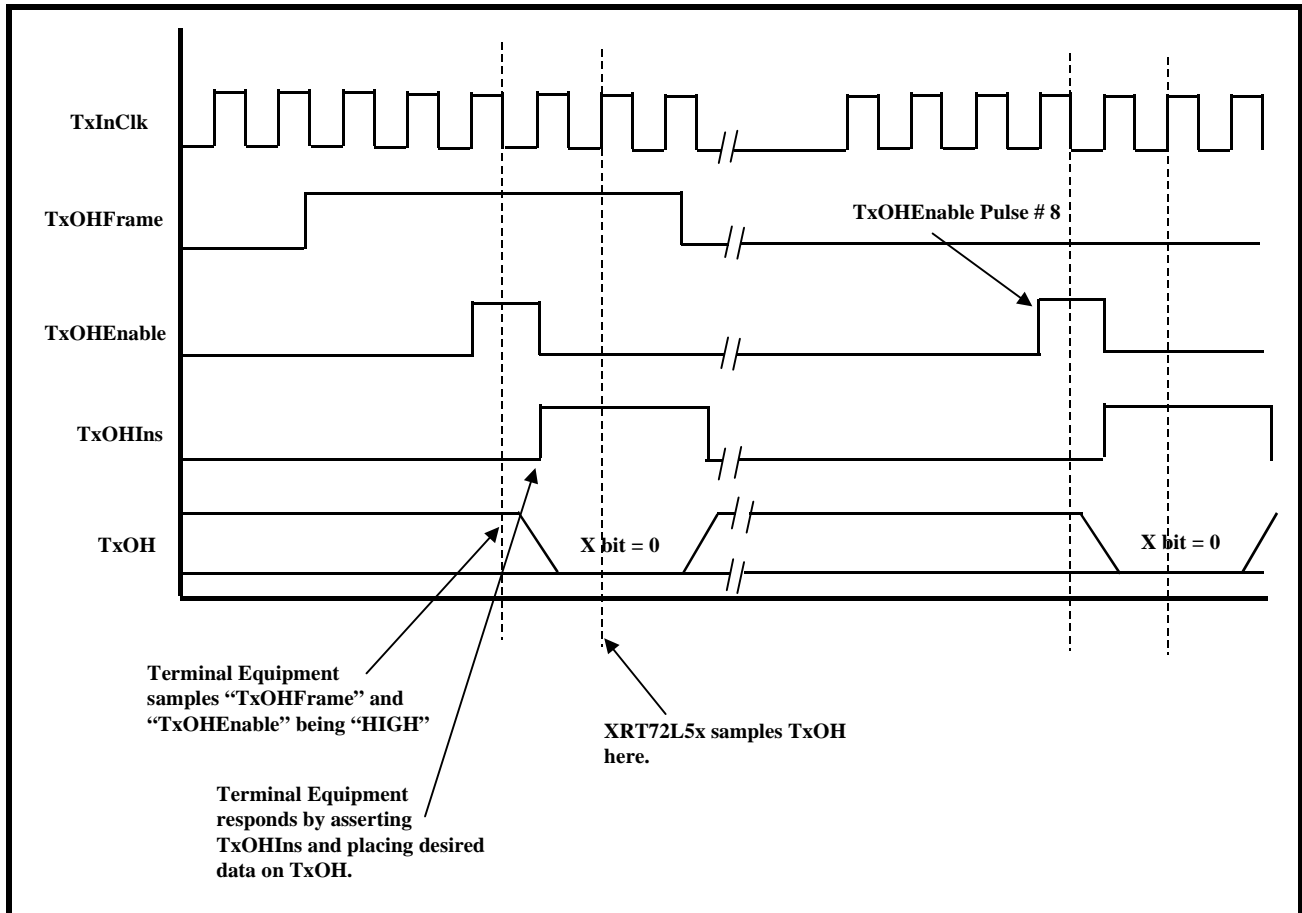 TxInClk
TxOHFrame
TxOHEnable Pulse # 8
TxOHEnable
TxOHIns
TxOH
X bit = 0
X bit = 0
Terminal Equipment
samples “TxOHFrame” and
“TxOHEnable” being “HIGH”
XRT72L5x samples TxOH
here.
Terminal Equipment
responds by asserting
TxOHIns and placing desired
data on TxOH.